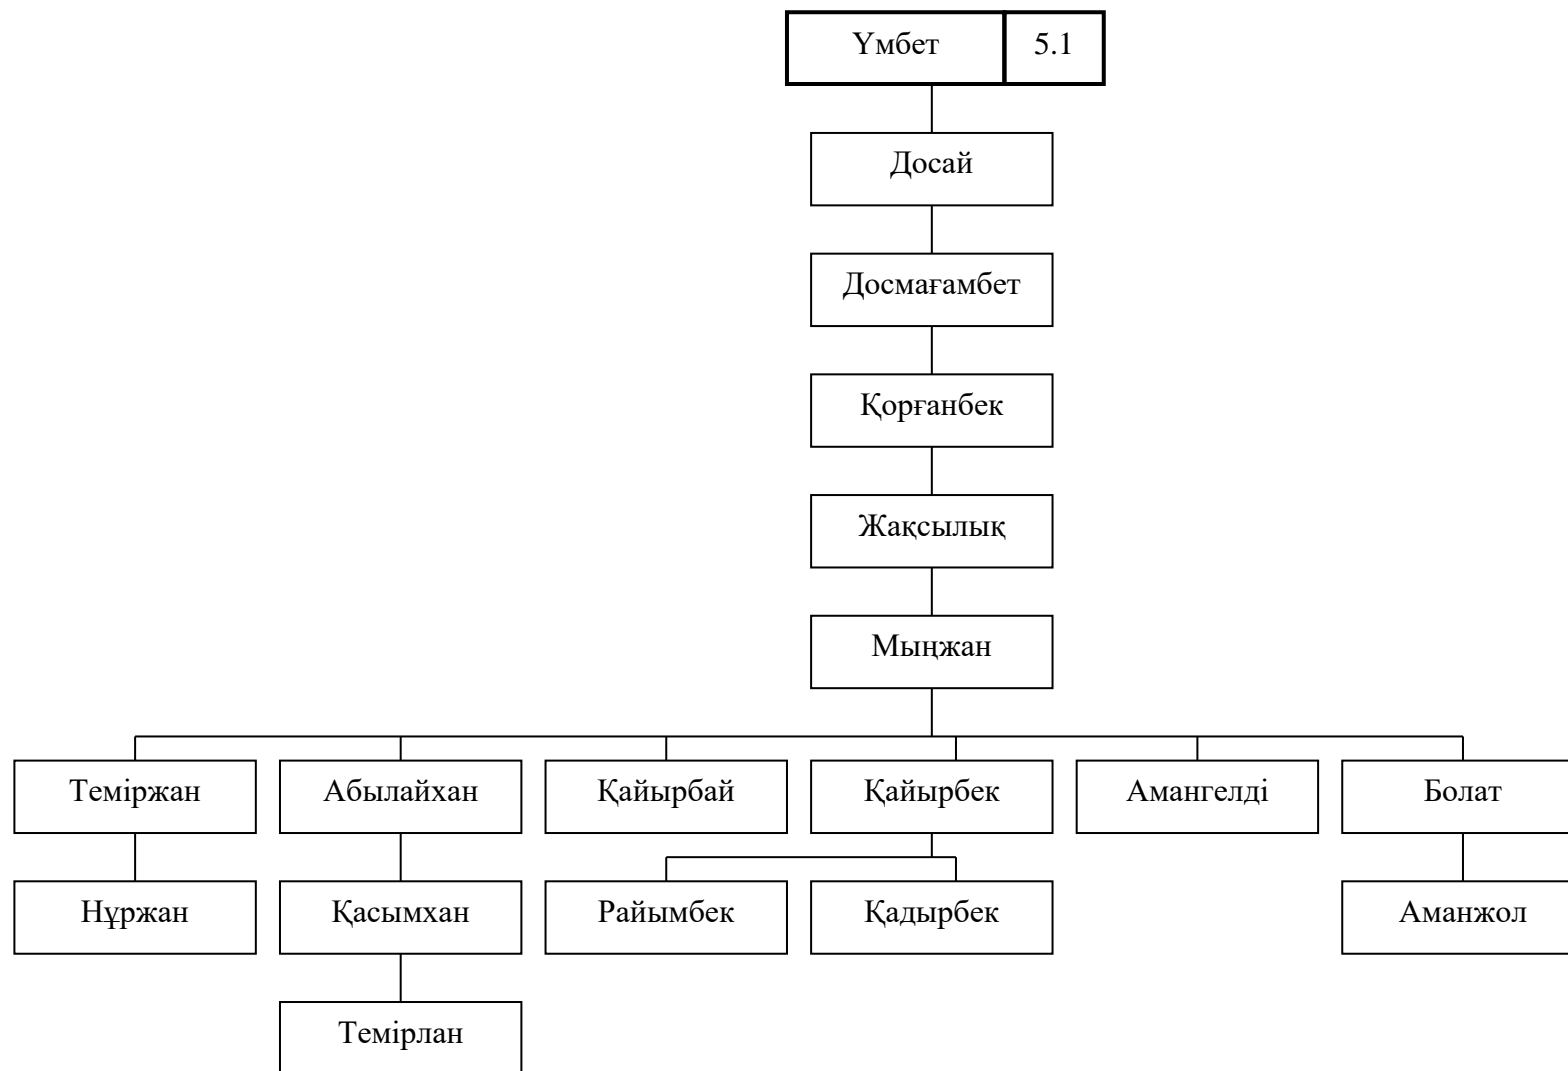 Үмбет 5.1
Досай
Досмағамбет
Қорғанбек
Жақсылық
Мыңжан
Теміржан Абылайхан Қайырбай Қайырбек Амангелді Болат
Нұржан Қасымхан Райымбек Қадырбек Аманжол
Темірлан